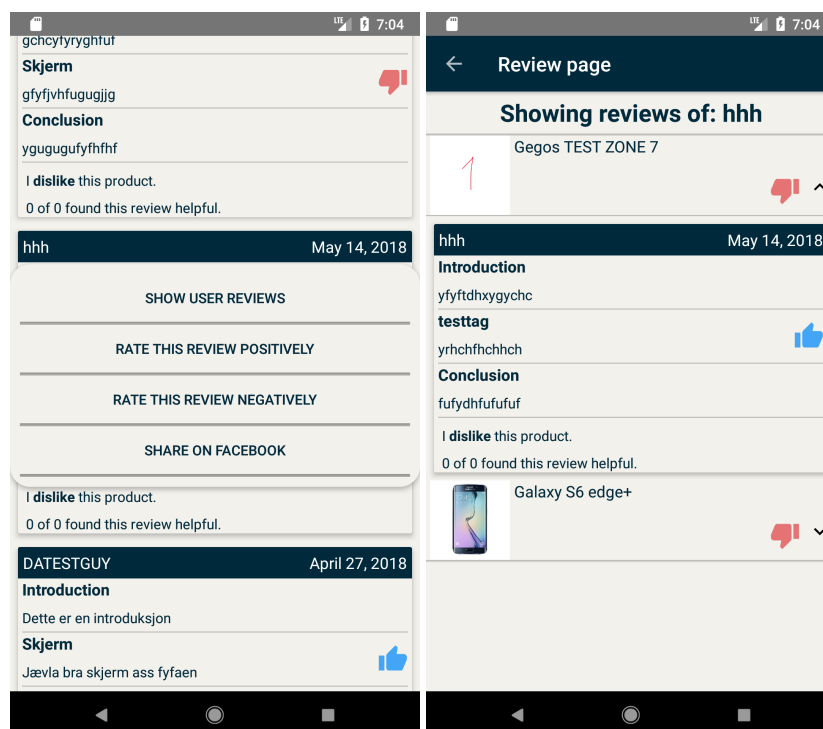 LTE 7:04
gchcyfyryghfuf
Skjerm
gfyfjvhfugugjjg
Conclusion
ygugugufyfhfhf
I dislike this product.
0 of 0 found this review helpful.
hhh May 14, 2018
SHOW USER REVIEWS
RATE THIS REVIEW POSITIVELY
RATE THIS REVIEW NEGATIVELY
SHARE ON FACEBOOK
I dislike this product.
0 of 0 found this review helpful.
DATESTGUY April 27, 2018
Introduction
Dette er en introduksjon
Skjerm
Jævla bra skjerm ass fyfaen
LTE 7:04
Review page
Showing reviews of: hhh
1
Gegos TEST ZONE 7
hhh May 14, 2018
Introduction
yfyftdhxygychc
testtag
yrhchfhchhch
Conclusion
fufydhfufufuf
I dislike this product.
0 of 0 found this review helpful.
Galaxy S6 edge+